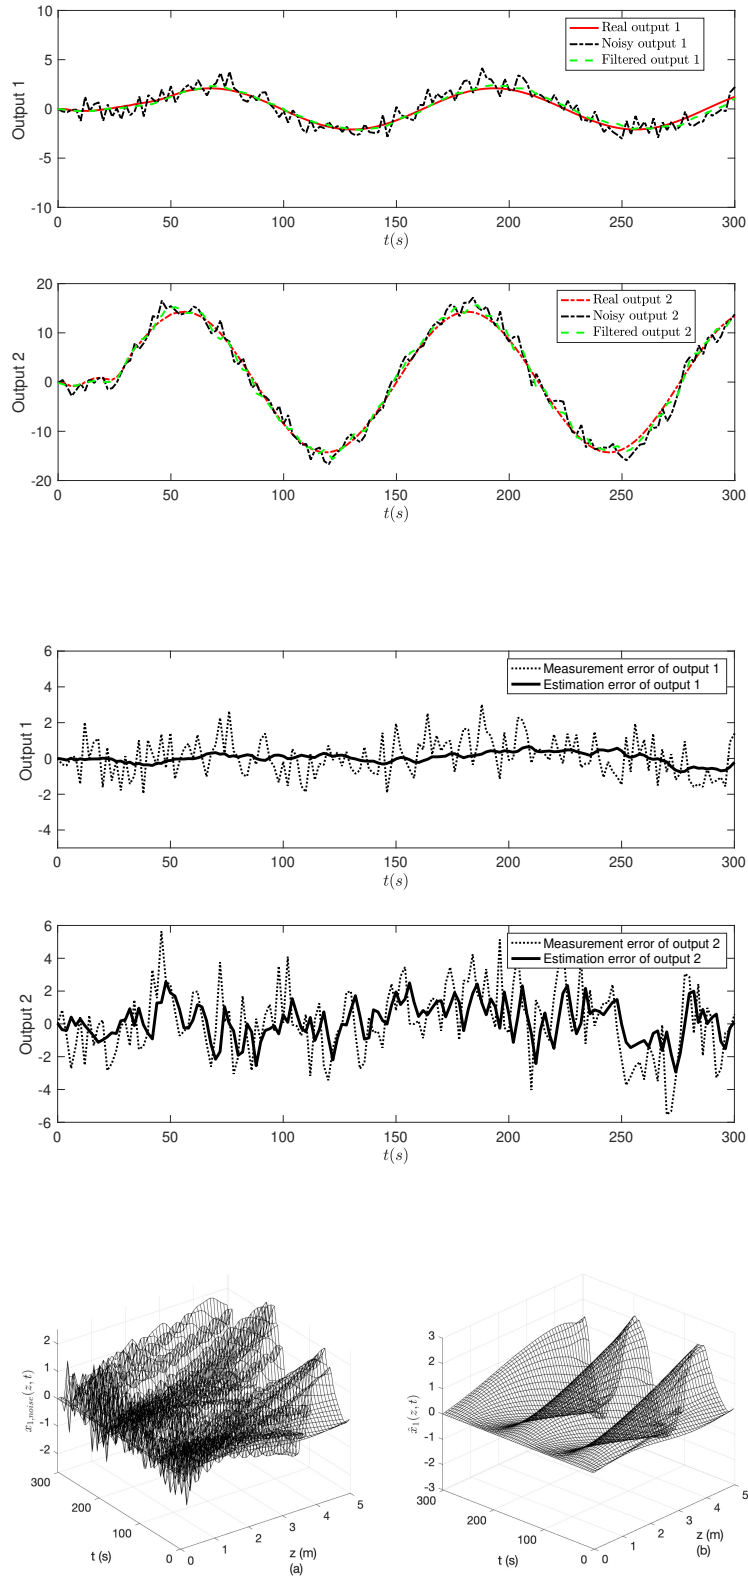 10
5
0
-5
-10
Output 1
Real output 1
Noisy output 1
Filtered output 1
0 50 100 150 200 250 300
t(s)
20
10
0
-10
-20
Output 2
Real output 2
Noisy output 2
Filtered output 2
0 50 100 150 200 250 300
t(s)
6
4
2
0
-2
-4
Output 1
Measurement error of output 1
Estimation error of output 1
0 50 100 150 200 250 300
t(s)
6
4
2
0
-2
-4
-6
Output 2
Measurement error of output 2
Estimation error of output 2
0 50 100 150 200 250 300
t(s)
2
1
0
-1
-2
x₁,noise(z, t)
300
200
100
0
t (s)
0 1 2 3 4 5
z (m)
(a)
3
2
1
0
-1
-2
-3
x̂₁(z, t)
300
200
100
0
t (s)
0 1 2 3 4 5
z (m)
(b)